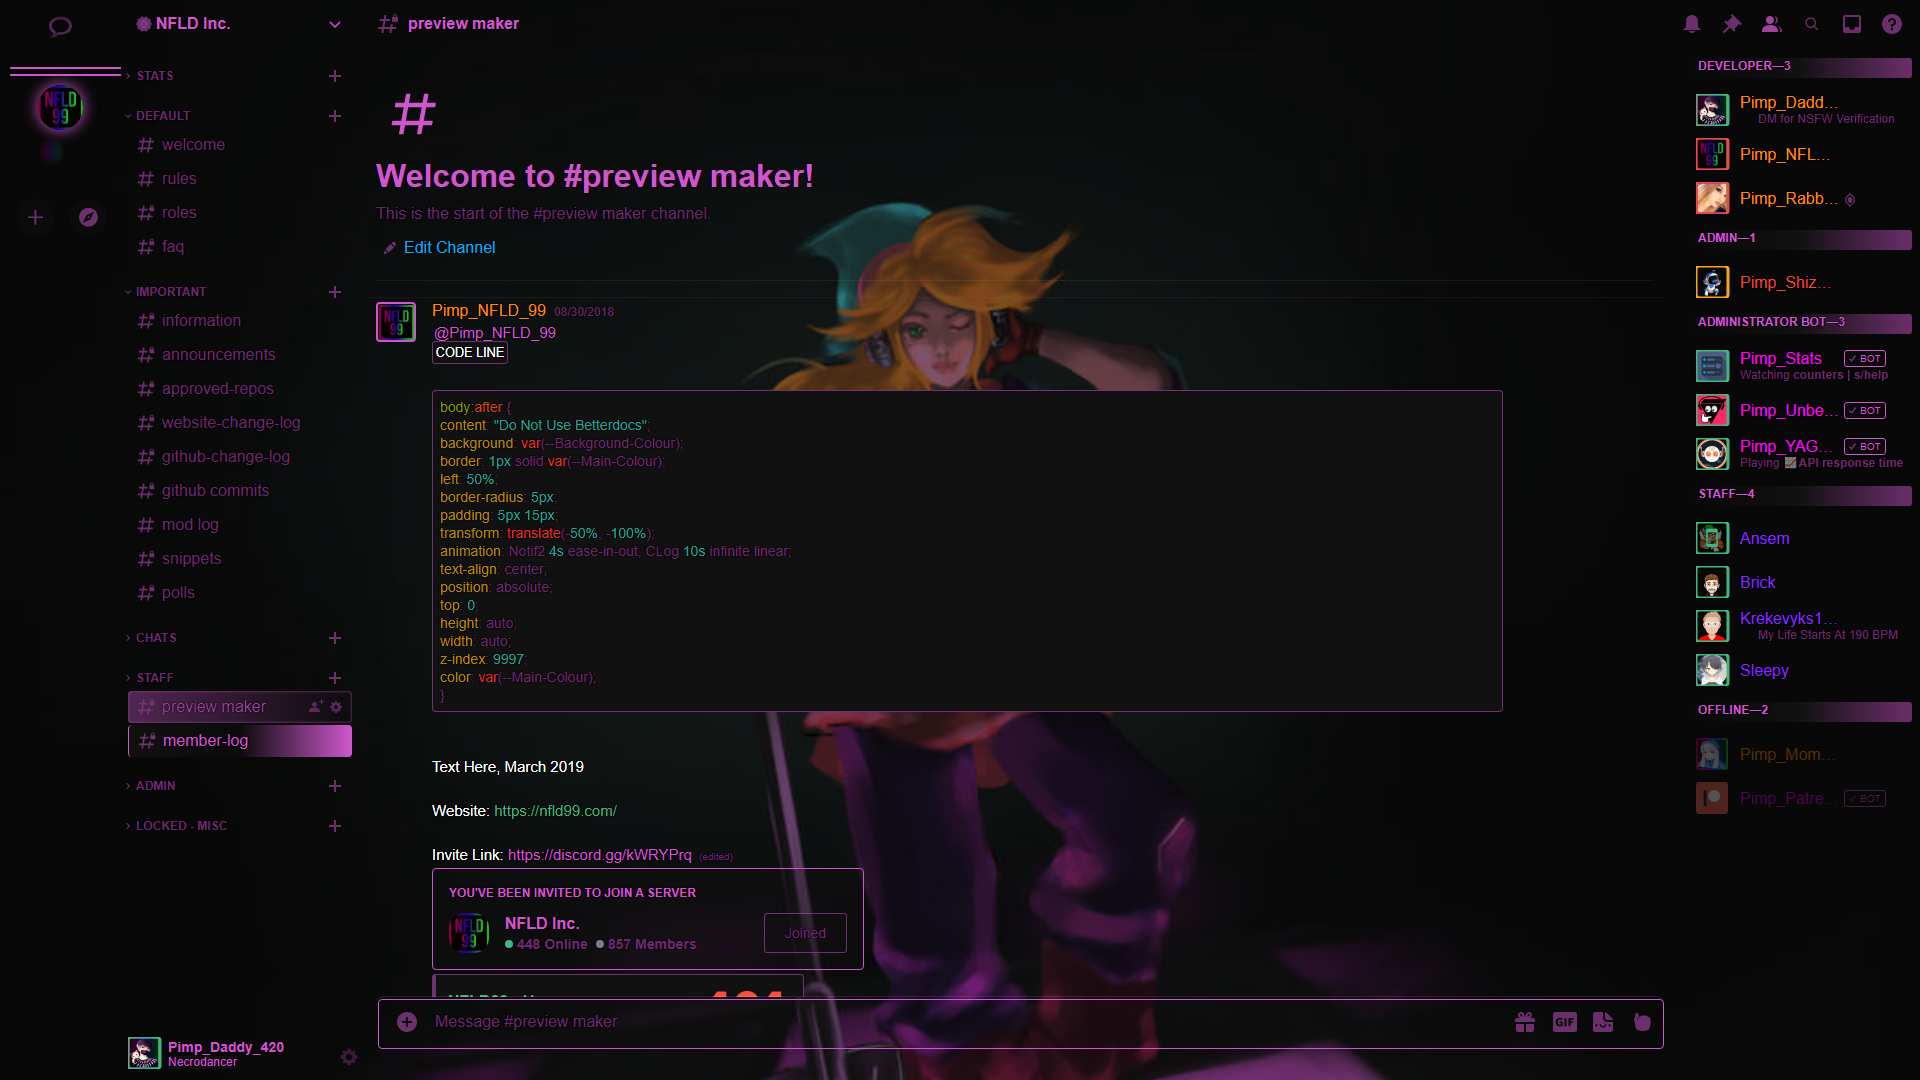 NFLD Inc.
STATS
DEFAULT
welcome
rules
roles
faq
IMPORTANT
information
announcements
approved-repos
website-change-log
github-change-log
github commits
mod log
snippets
polls
CHATS
STAFF
preview maker
member-log
ADMIN
LOCKED - MISC
Pimp_Daddy_420
Necrodancer
NFLD
99
preview maker
Welcome to #preview maker!
This is the start of the #preview maker channel.
Edit Channel
NFLD
99
Pimp_NFLD_99 08/30/2018
@Pimp_NFLD_99
CODE LINE
body:after {
content: "Do Not Use Betterdocs";
background: var(--Background-Colour);
border: 1px solid var(--Main-Colour);
left: 50%;
border-radius: 5px;
padding: 5px 15px;
transform: translate(-50%, -100%);
animation: Notif2 4s ease-in-out, CLog 10s infinite linear;
text-align: center;
position: absolute;
top: 0;
height: auto;
width: auto;
z-index: 9997;
color: var(--Main-Colour);
}
Text Here, March 2019
Website: https://nfld99.com/
Invite Link: https://discord.gg/kWRYPrq (edited)
YOU'VE BEEN INVITED TO JOIN A SERVER
NFLD
99
NFLD Inc.
448 Online 857 Members
Joined
Message #preview maker
GIF
DEVELOPER—3
Pimp_Dadd...
DM for NSFW Verification
NFLD
99
Pimp_NFL...
Pimp_Rabb...
ADMIN—1
Pimp_Shiz...
ADMINISTRATOR BOT—3
Pimp_Stats ✓ BOT
Watching counters | s/help
Pimp_Unbe... ✓ BOT
Pimp_YAG... ✓ BOT
Playing API response time
STAFF—4
Ansem
Brick
Krekevyks1...
My Life Starts At 190 BPM
Sleepy
OFFLINE—2
Pimp_Mom...
Pimp_Patre... ✓ BOT